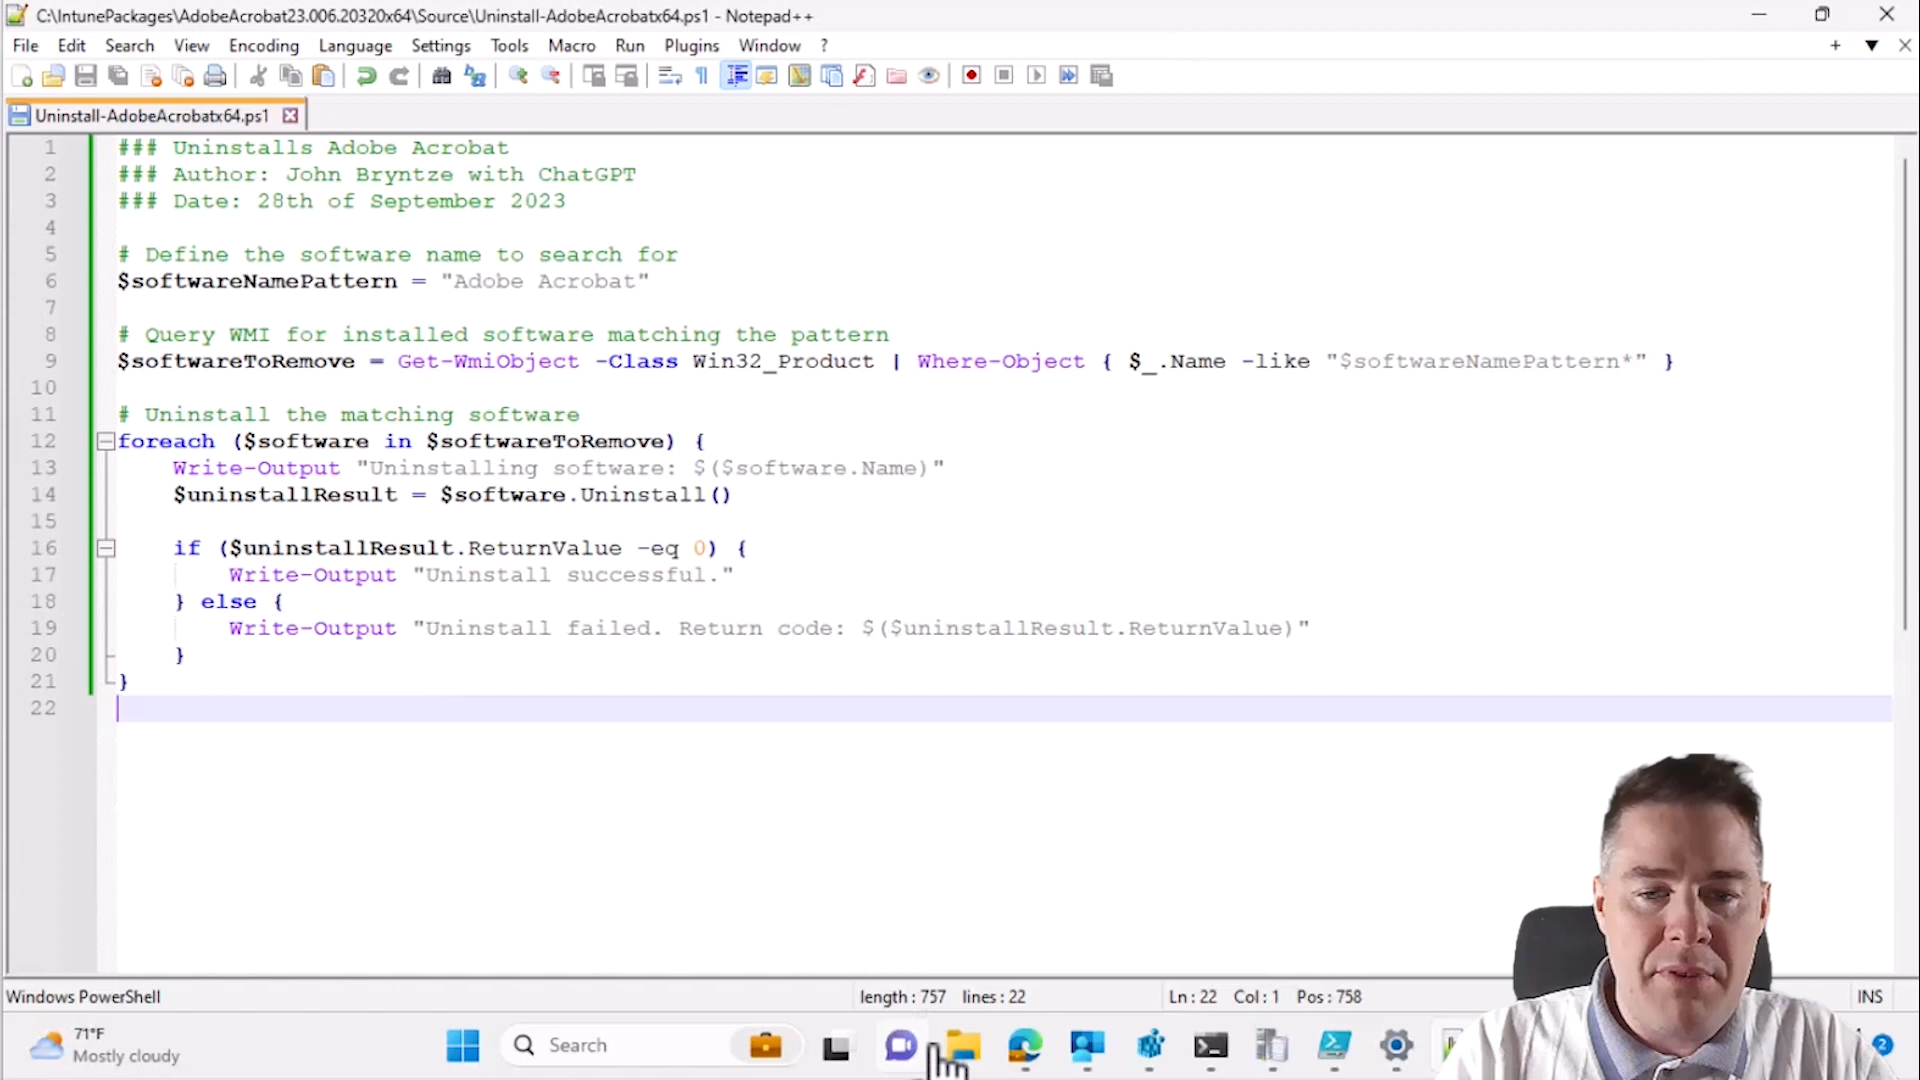 C:\IntunePackages\AdobeAcrobat23.006.20320x64\Source\Uninstall-AdobeAcrobatx64.ps1 - Notepad++
File Edit Search View Encoding Language Settings Tools Macro Run Plugins Window ?
Uninstall-AdobeAcrobatx64.ps1
1 ### Uninstalls Adobe Acrobat
2 ### Author: John Bryntze with ChatGPT
3 ### Date: 28th of September 2023
4
5 # Define the software name to search for
6 $softwareNamePattern = "Adobe Acrobat"
7
8 # Query WMI for installed software matching the pattern
9 $softwareToRemove = Get-WmiObject -Class Win32_Product | Where-Object { $_.Name -like "$softwareNamePattern*" }
10
11 # Uninstall the matching software
12 foreach ($software in $softwareToRemove) {
13 Write-Output "Uninstalling software: $($software.Name)"
14 $uninstallResult = $software.Uninstall()
15
16 if ($uninstallResult.ReturnValue -eq 0) {
17 Write-Output "Uninstall successful."
18 } else {
19 Write-Output "Uninstall failed. Return code: $($uninstallResult.ReturnValue)"
20 }
21 }
22
Windows PowerShell length : 757 lines : 22 Ln : 22 Col : 1 Pos : 758 INS
71°F
Mostly cloudy
Search
2